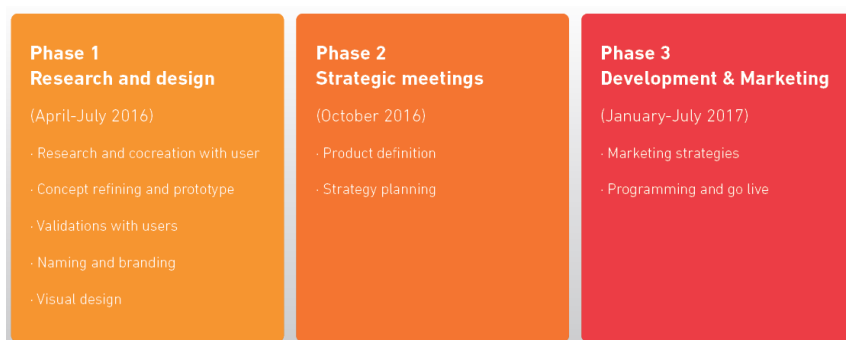 Phase 1
Research and design
(April-July 2016)
· Research and cocreation with user
· Concept refining and prototype
· Validations with users
· Naming and branding
· Visual design
Phase 2
Strategic meetings
(October 2016)
· Product definition
· Strategy planning
Phase 3
Development & Marketing
(January-July 2017)
· Marketing strategies
· Programming and go live